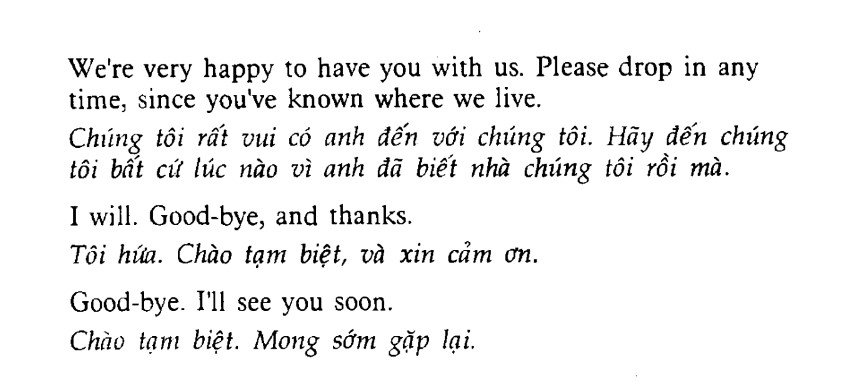 We're very happy to have you with us. Please drop in any
time, since you've known where we live.
Chúng tôi rất vui có anh đến với chúng tôi. Hãy đến chúng
tôi bất cứ lúc nào vì anh đã biết nhà chúng tôi rồi mà.
I will. Good-bye, and thanks.
Tôi hứa. Chào tạm biệt, và xin cảm ơn.
Good-bye. I'll see you soon.
Chào tạm biệt. Mong sớm gặp lại.